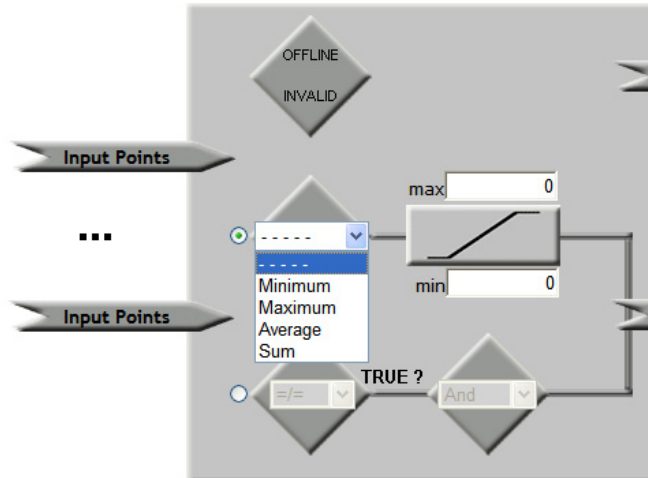 OFFLINE
INVALID
Input Points
max 0
...
- - - - -
- - - - -
Minimum
Maximum
Average
Sum
min 0
Input Points
TRUE ?
=/=
And